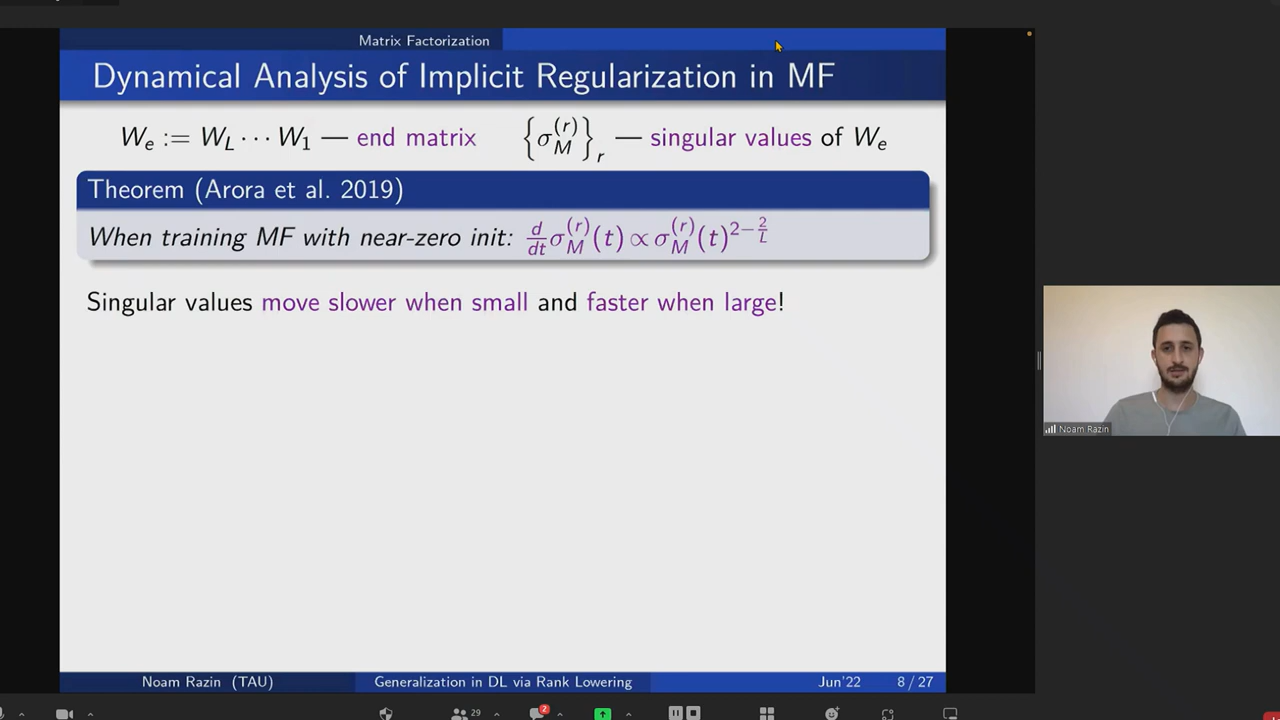 Matrix Factorization
Dynamical Analysis of Implicit Regularization in MF
W_e := W_L ⋯ W_1 — end matrix {σ_M^{(r)}}_r — singular values of W_e
Theorem (Arora et al. 2019)
When training MF with near-zero init: d/dt σ_M^{(r)}(t) ∝ σ_M^{(r)}(t)^{2−2/L}
Singular values move slower when small and faster when large!
Noam Razin
Noam Razin (TAU) Generalization in DL via Rank Lowering Jun'22 8 / 27
29 2